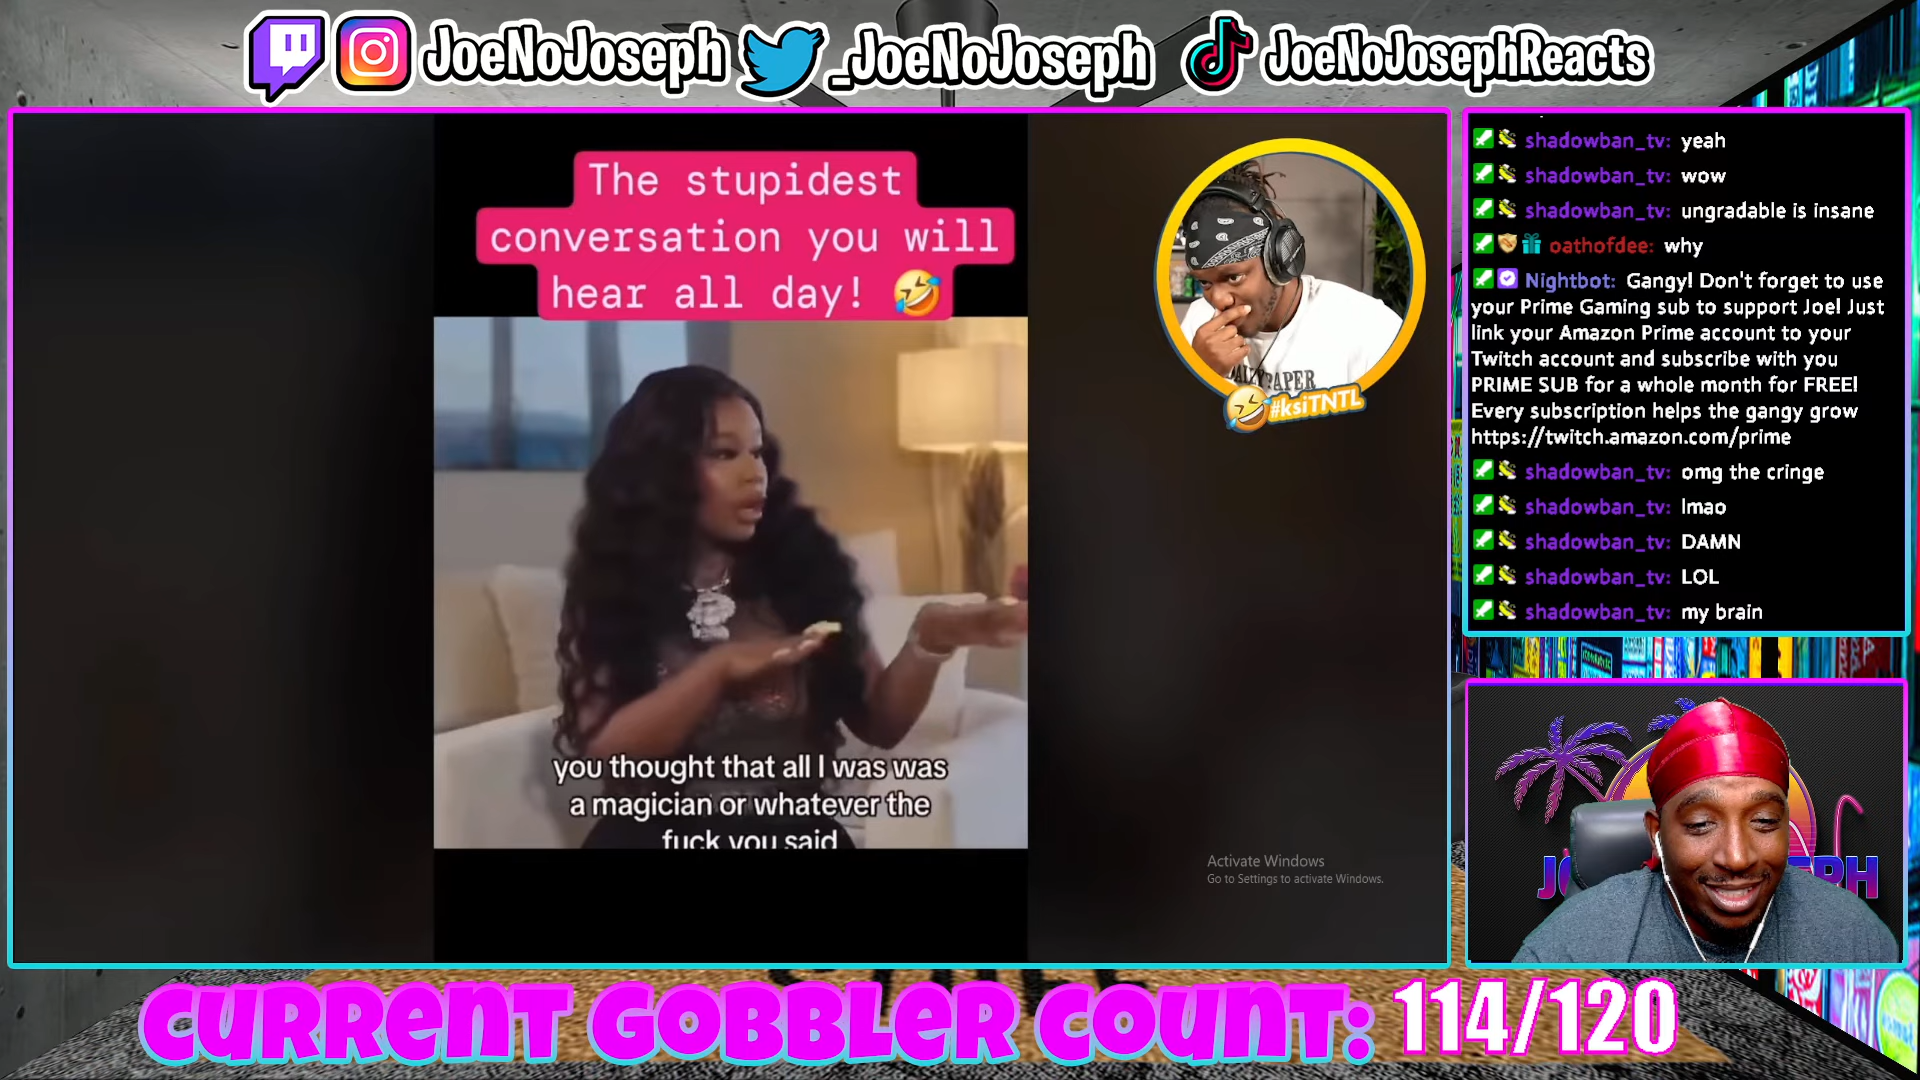 JoeNoJoseph _JoeNoJoseph JoeNoJosephReacts
The stupidest
conversation you will
hear all day! 🤣
DAILY PAPER
#ksiTNTL
you thought that all I was was
a magician or whatever the
fuck you said
Activate Windows
Go to Settings to activate Windows.
shadowban_tv: yeah
shadowban_tv: wow
shadowban_tv: ungradable is insane
oathofdee: why
Nightbot: Gangy! Don't forget to use
your Prime Gaming sub to support Joe! Just
link your Amazon Prime account to your
Twitch account and subscribe with you
PRIME SUB for a whole month for FREE!
Every subscription helps the gangy grow
https://twitch.amazon.com/prime
shadowban_tv: omg the cringe
shadowban_tv: lmao
shadowban_tv: DAMN
shadowban_tv: LOL
shadowban_tv: my brain
CURRENT GOBBLER COUNT: 114/120